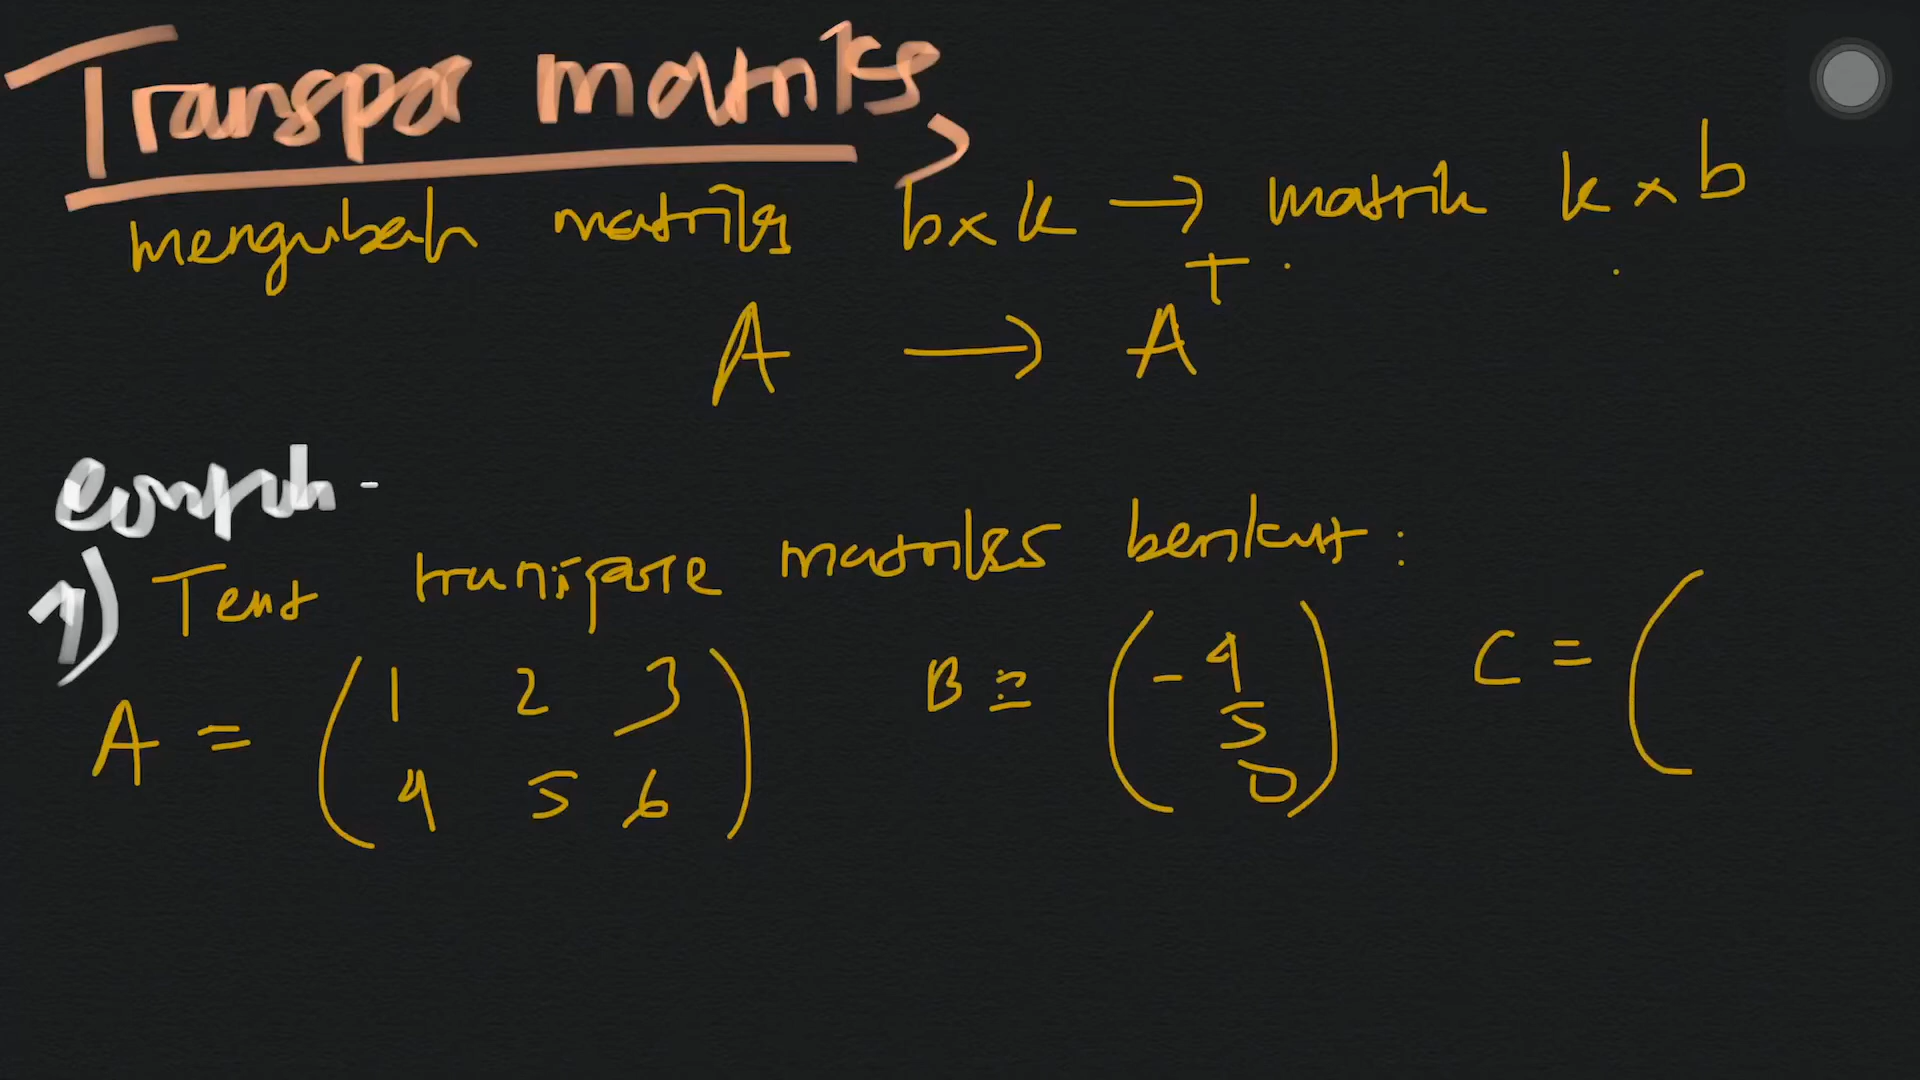 Transpos matriks
mengubah matriks b x k → matrik k x b
A → A^T
Contoh -
1) Tent transpose matriks berikut :
A = ( 1 2 3 B = ( -4 C = (
4 5 6 ) 5
0 )